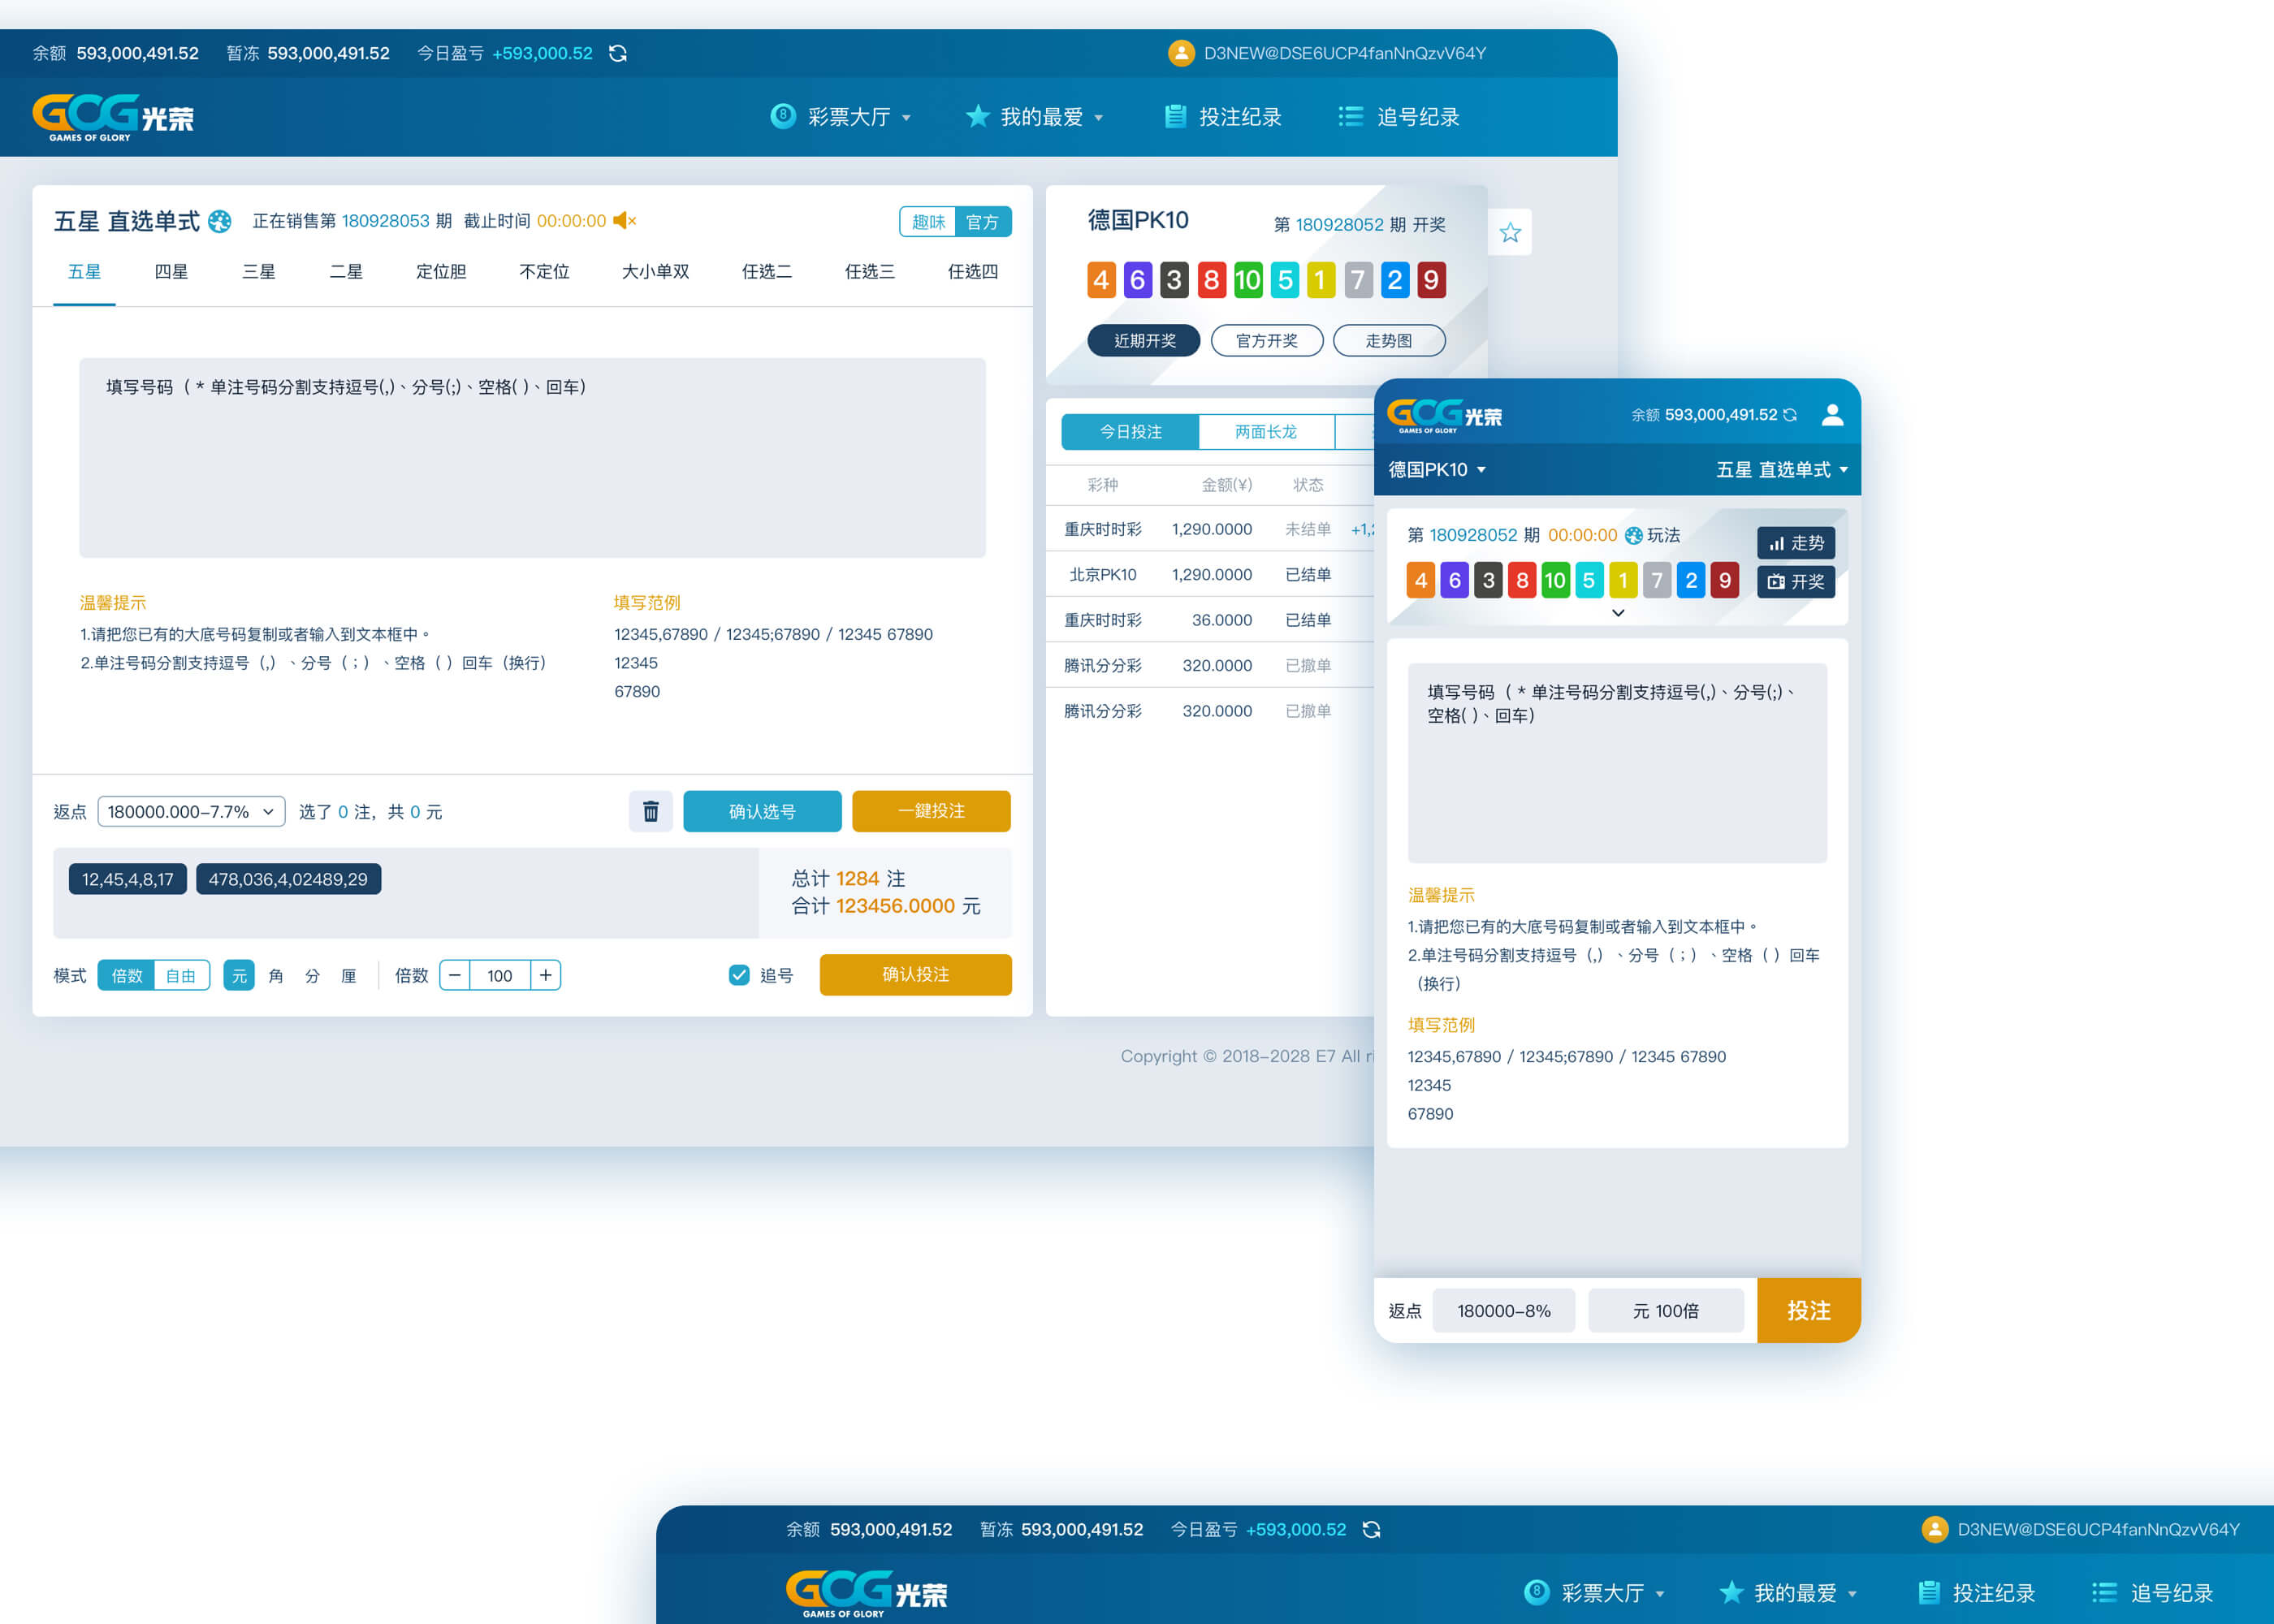 余额 593,000,491.52 暂冻 593,000,491.52 今日盈亏 +593,000.52 D3NEW@DSE6UCP4fanNnQzvV64Y
GOG光荣
GAMES OF GLORY
8 彩票大厅 我的最爱 投注纪录 追号纪录
五星 直选单式 正在销售第 180928053 期 截止时间 00:00:00 趣味 官方
五星 四星 三星 二星 定位胆 不定位 大小单双 任选二 任选三 任选四
填写号码（ * 单注号码分割支持逗号(,)、分号(;)、空格( )、回车）
温馨提示
1.请把您已有的大底号码复制或者输入到文本框中。
2.单注号码分割支持逗号（,）、分号（ ; ）、空格（ ）回车（换行）
填写范例
12345,67890 / 12345;67890 / 12345 67890
12345
67890
返点 180000.000–7.7% 选了 0 注, 共 0 元 确认选号 一鍵投注
12,45,4,8,17 478,036,4,02489,29
总计 1284 注
合计 123456.0000 元
模式 倍数 自由 元 角 分 厘 倍数 − 100 + 追号 确认投注
德国PK10 第 180928052 期 开奖
4 6 3 8 10 5 1 7 2 9
近期开奖 官方开奖 走势图
今日投注 两面长龙
彩种 金额(¥) 状态
重庆时时彩 1,290.0000 未结单 +1,
北京PK10 1,290.0000 已结单
重庆时时彩 36.0000 已结单
腾讯分分彩 320.0000 已撤单
腾讯分分彩 320.0000 已撤单
Copyright © 2018–2028 E7 All
GOG光荣
GAMES OF GLORY
余额 593,000,491.52
德国PK10 五星 直选单式
第 180928052 期 00:00:00 玩法 走势
4 6 3 8 10 5 1 7 2 9 开奖
填写号码（ * 单注号码分割支持逗号(,)、分号(;)、
空格( )、回车）
温馨提示
1.请把您已有的大底号码复制或者输入到文本框中。
2.单注号码分割支持逗号（,）、分号（ ; ）、空格（ ）回车
（换行）
填写范例
12345,67890 / 12345;67890 / 12345 67890
12345
67890
返点 180000–8% 元 100倍 投注
余额 593,000,491.52 暂冻 593,000,491.52 今日盈亏 +593,000.52 D3NEW@DSE6UCP4fanNnQzvV64Y
GOG光荣
GAMES OF GLORY
8 彩票大厅 我的最爱 投注纪录 追号纪录